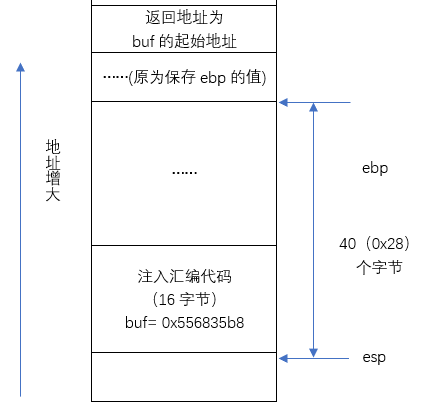 返回地址为
buf 的起始地址
……(原为保存 ebp 的值)
地址增大
……
ebp
40（0x28）
个字节
注入汇编代码
（16 字节）
buf= 0x556835b8
esp